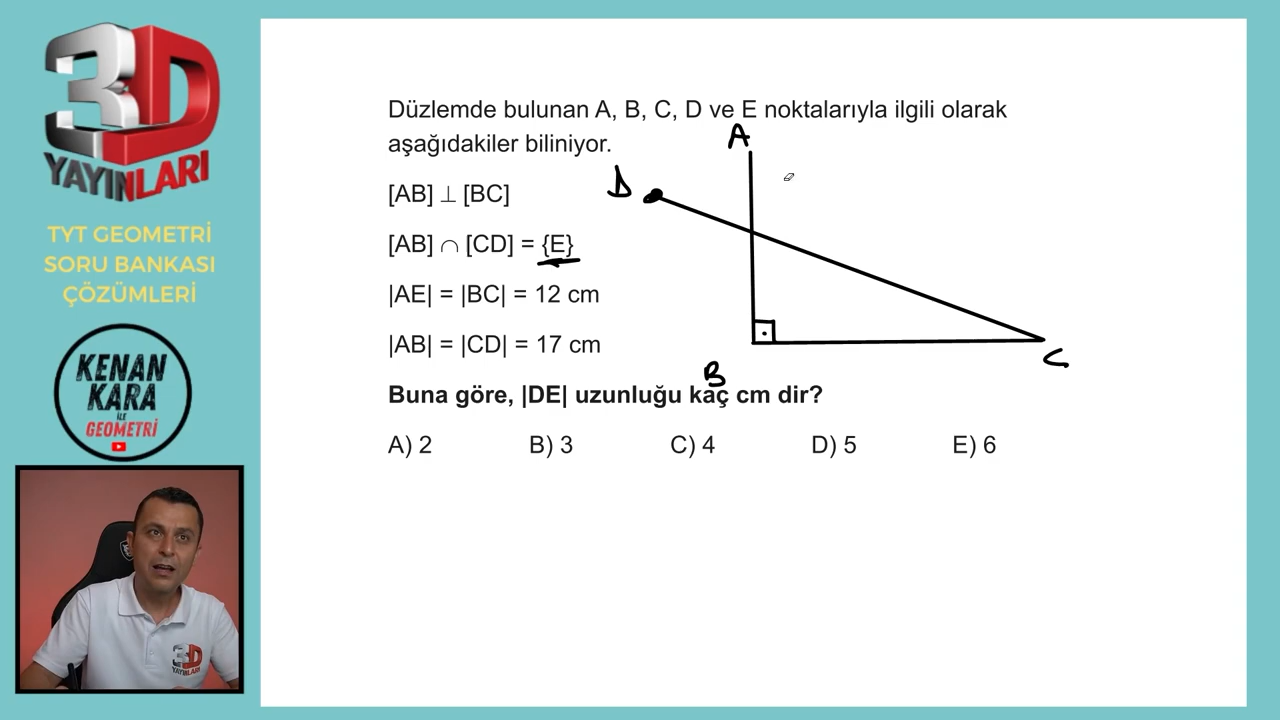 3D
YAYINLARI
TYT GEOMETRİ
SORU BANKASI
ÇÖZÜMLERİ
KENAN
KARA
İLE
GEOMETRİ
Düzlemde bulunan A, B, C, D ve E noktalarıyla ilgili olarak
aşağıdakiler biliniyor.
[AB] ⊥ [BC]
[AB] ∩ [CD] = {E}
|AE| = |BC| = 12 cm
|AB| = |CD| = 17 cm
Buna göre, |DE| uzunluğu kaç cm dir?
A) 2 B) 3 C) 4 D) 5 E) 6
A
D
B
C
3D
YAYINLARI